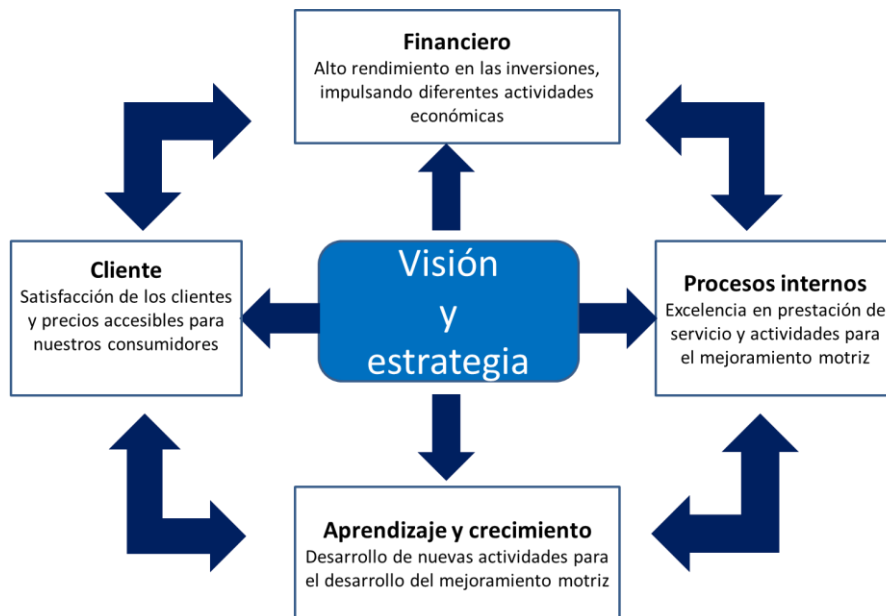 Financiero
Alto rendimiento en las inversiones,
impulsando diferentes actividades
económicas
Cliente
Satisfacción de los clientes
y precios accesibles para
nuestros consumidores
Visión
y
estrategia
Procesos internos
Excelencia en prestación de
servicio y actividades para
el mejoramiento motriz
Aprendizaje y crecimiento
Desarrollo de nuevas actividades para
el desarrollo del mejoramiento motriz